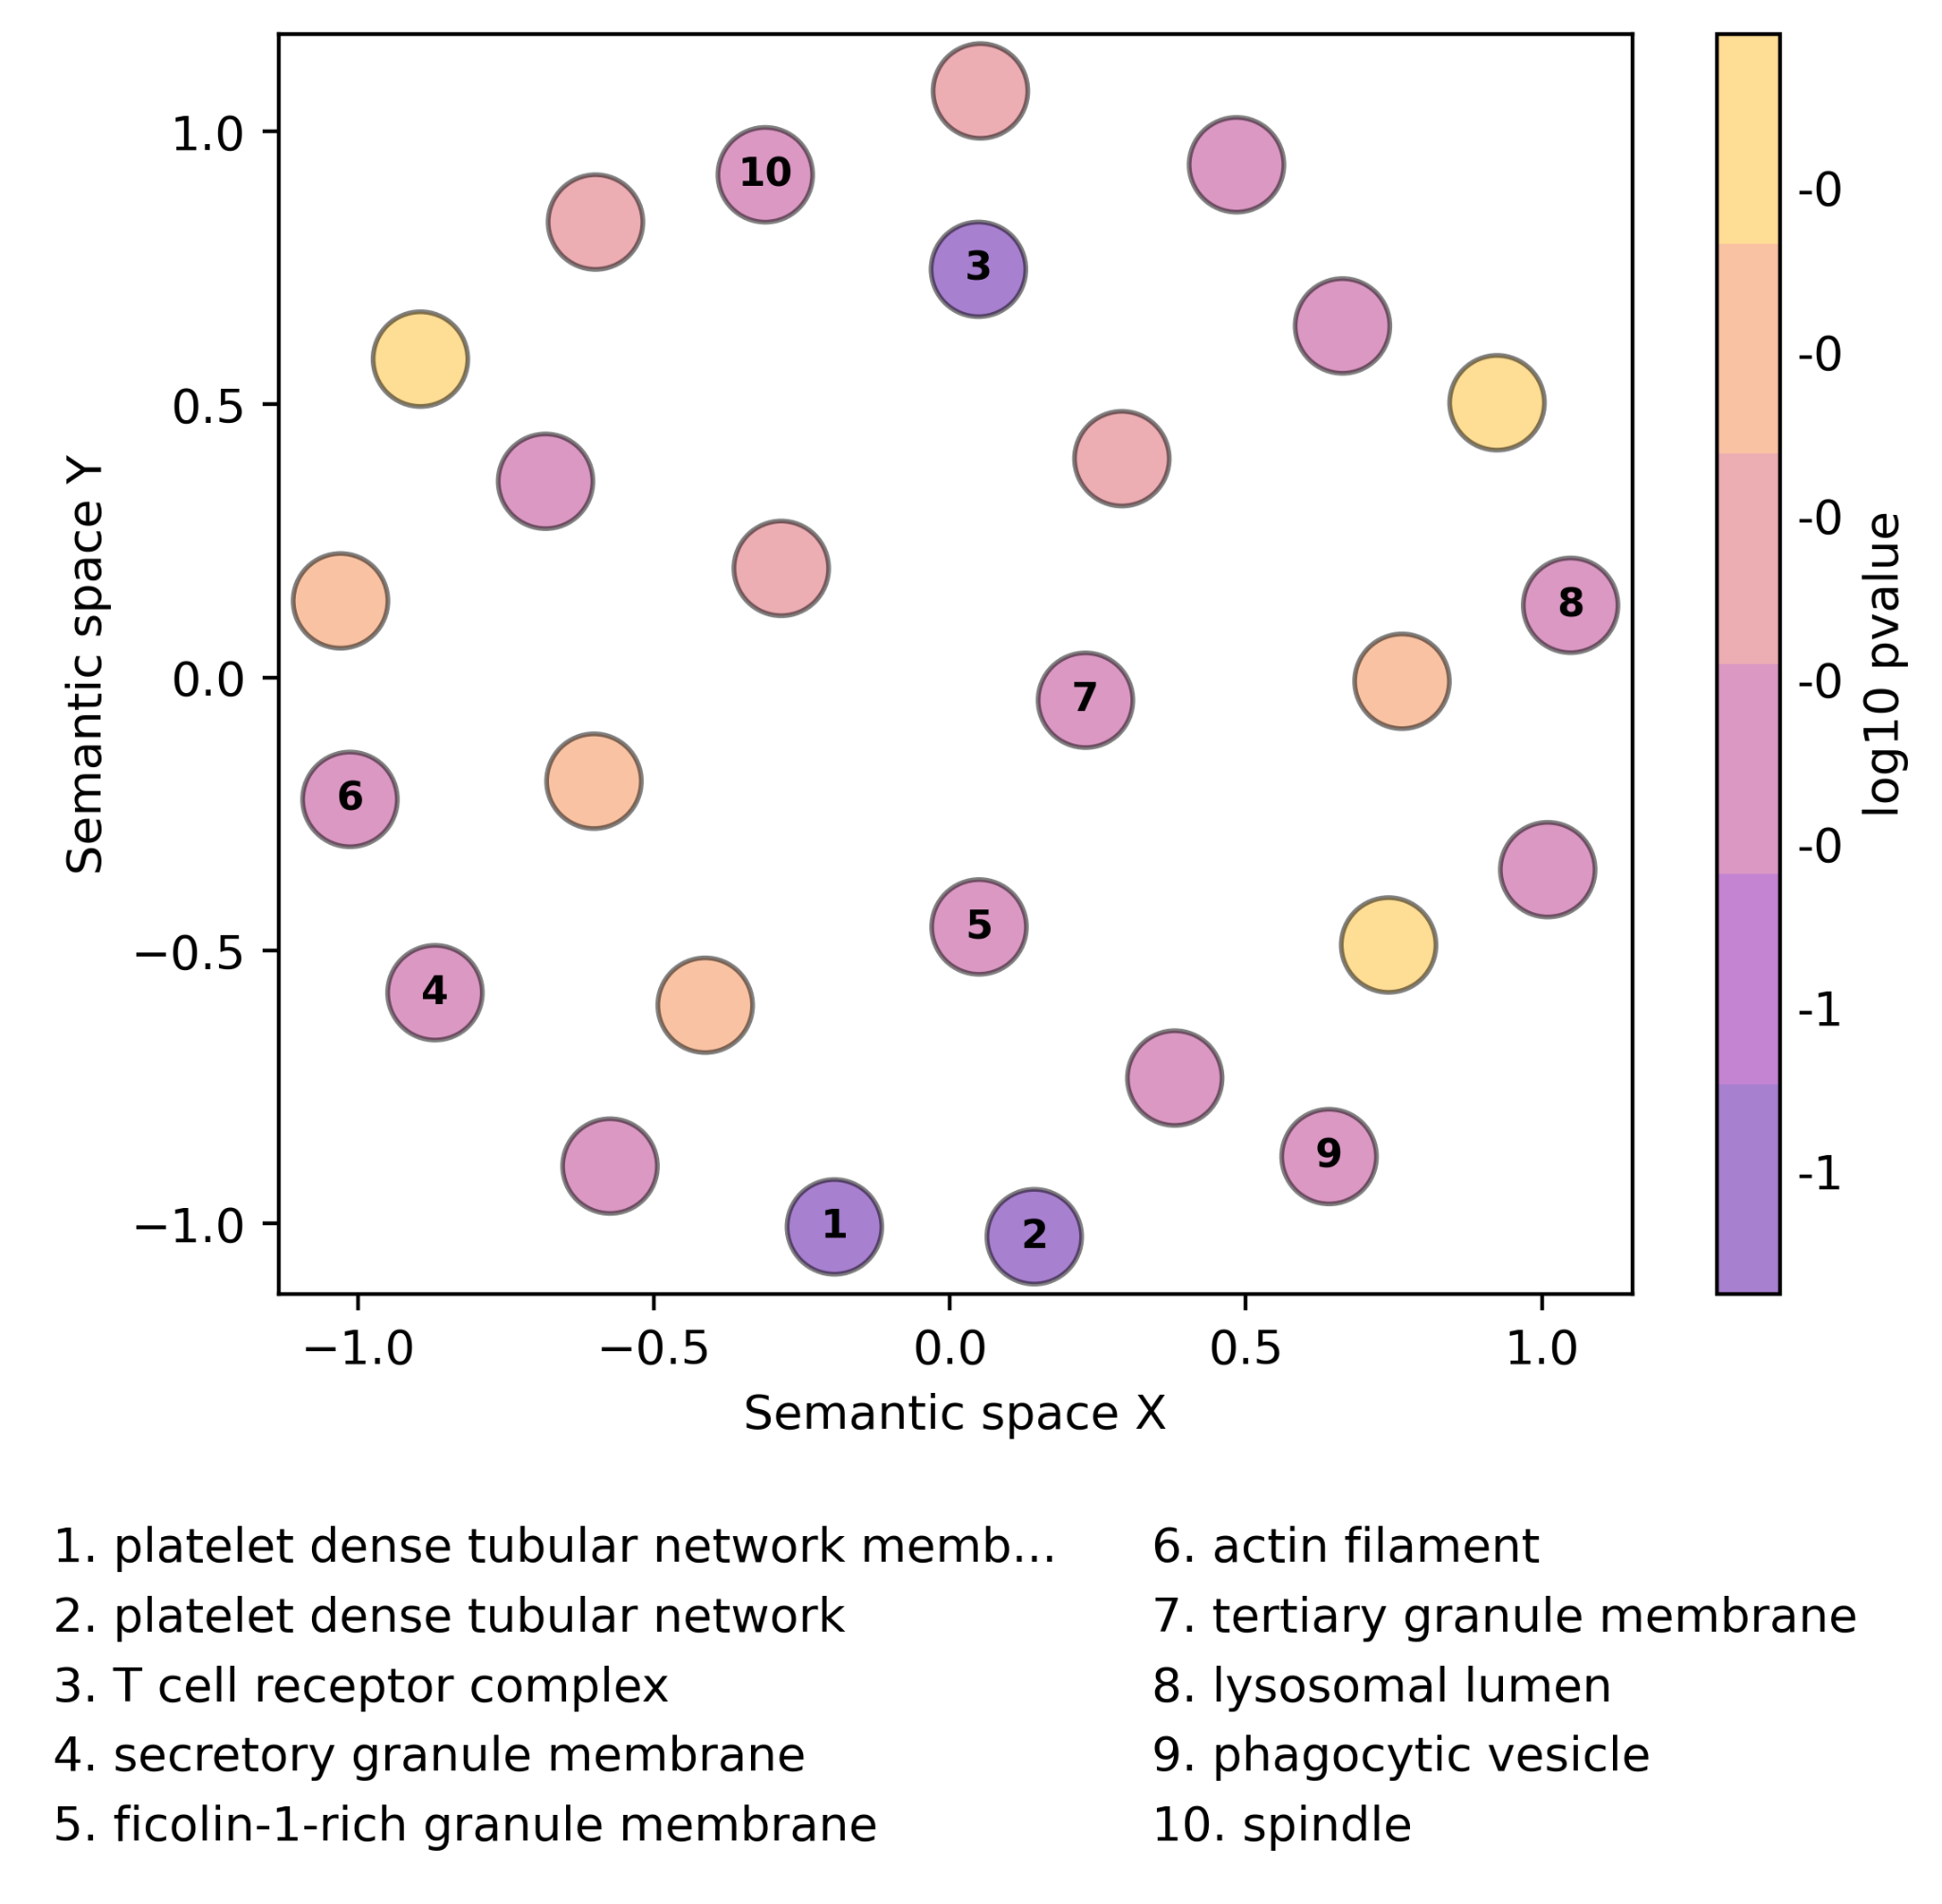 10
3
8
7
6
5
4
9
1
2
1.0
0.5
0.0
−0.5
−1.0
Semantic space Y
−1.0
−0.5
0.0
0.5
1.0
Semantic space X
-0
-0
-0
-0
-0
-1
-1
log10 pvalue
1. platelet dense tubular network memb...
2. platelet dense tubular network
3. T cell receptor complex
4. secretory granule membrane
5. ficolin-1-rich granule membrane
6. actin filament
7. tertiary granule membrane
8. lysosomal lumen
9. phagocytic vesicle
10. spindle